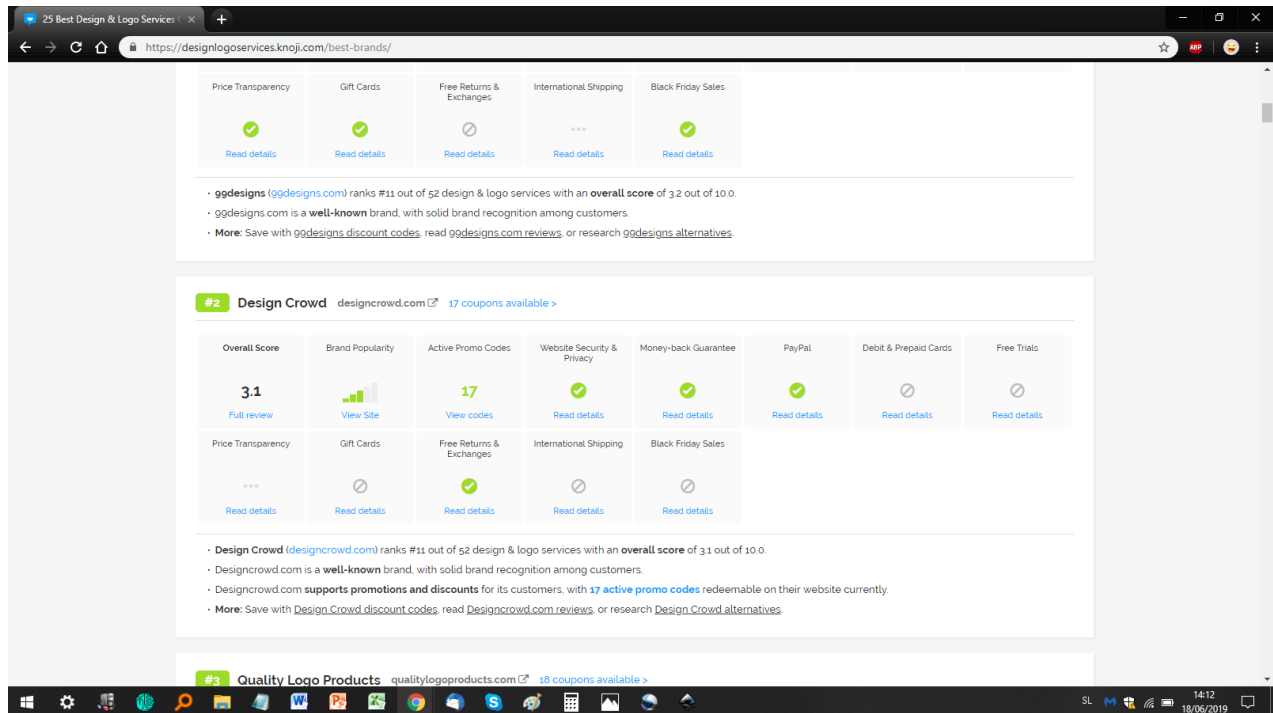 25 Best Design & Logo Services
https://designlogoservices.knoji.com/best-brands/
ABP
Price Transparency Gift Cards Free Returns & Exchanges International Shipping Black Friday Sales
Read details Read details Read details Read details Read details
• 99designs (99designs.com) ranks #11 out of 52 design & logo services with an overall score of 3.2 out of 10.0.
• 99designs.com is a well-known brand, with solid brand recognition among customers.
• More: Save with 99designs discount codes, read 99designs.com reviews, or research 99designs alternatives.
#2 Design Crowd designcrowd.com 17 coupons available >
Overall Score Brand Popularity Active Promo Codes Website Security & Privacy Money-back Guarantee PayPal Debit & Prepaid Cards Free Trials
3.1 17
Full review View Site View codes Read details Read details Read details Read details Read details
Price Transparency Gift Cards Free Returns & Exchanges International Shipping Black Friday Sales
Read details Read details Read details Read details Read details
• Design Crowd (designcrowd.com) ranks #11 out of 52 design & logo services with an overall score of 3.1 out of 10.0.
• Designcrowd.com is a well-known brand, with solid brand recognition among customers.
• Designcrowd.com supports promotions and discounts for its customers, with 17 active promo codes redeemable on their website currently.
• More: Save with Design Crowd discount codes, read Designcrowd.com reviews, or research Design Crowd alternatives.
#3 Quality Logo Products qualitylogoproducts.com 18 coupons available >
SL 14:12
18/06/2019